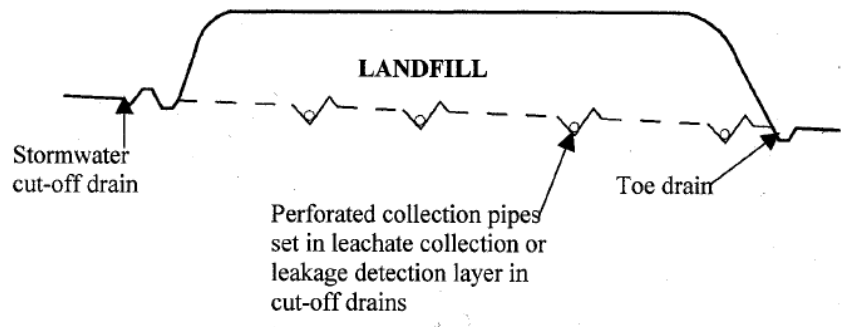 LANDFILL
Stormwater
cut-off drain
Toe drain
Perforated collection pipes
set in leachate collection or
leakage detection layer in
cut-off drains